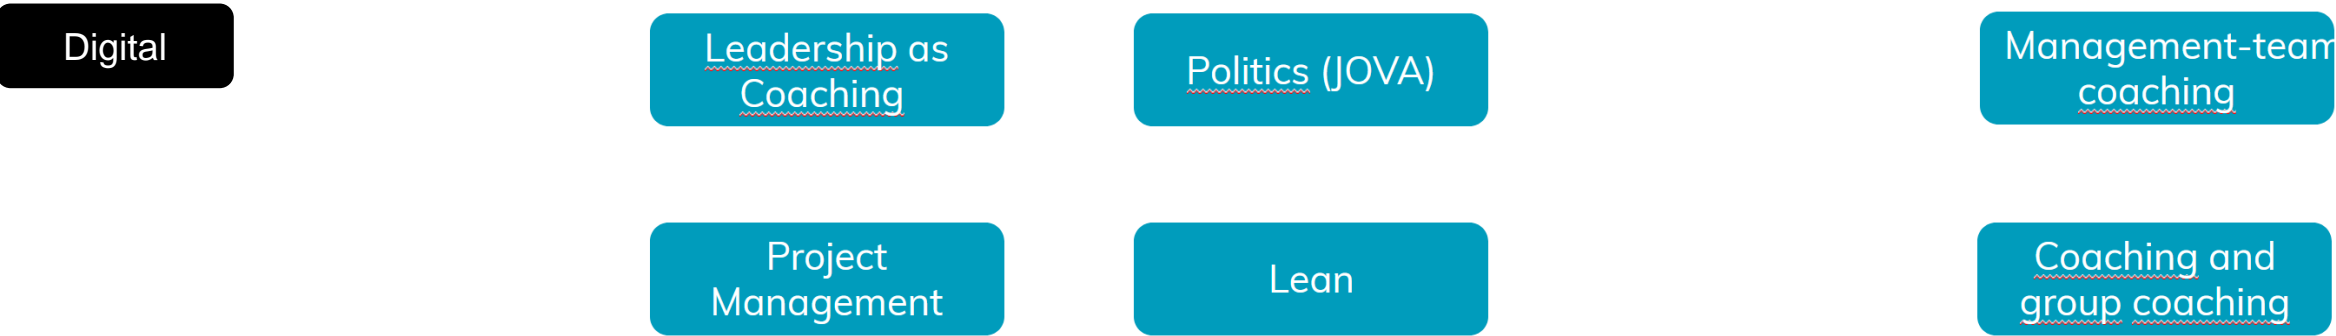 Digital
Leadership as
Coaching
Politics (JOVA)
Management-team
coaching
Project
Management
Lean
Coaching and
group coaching